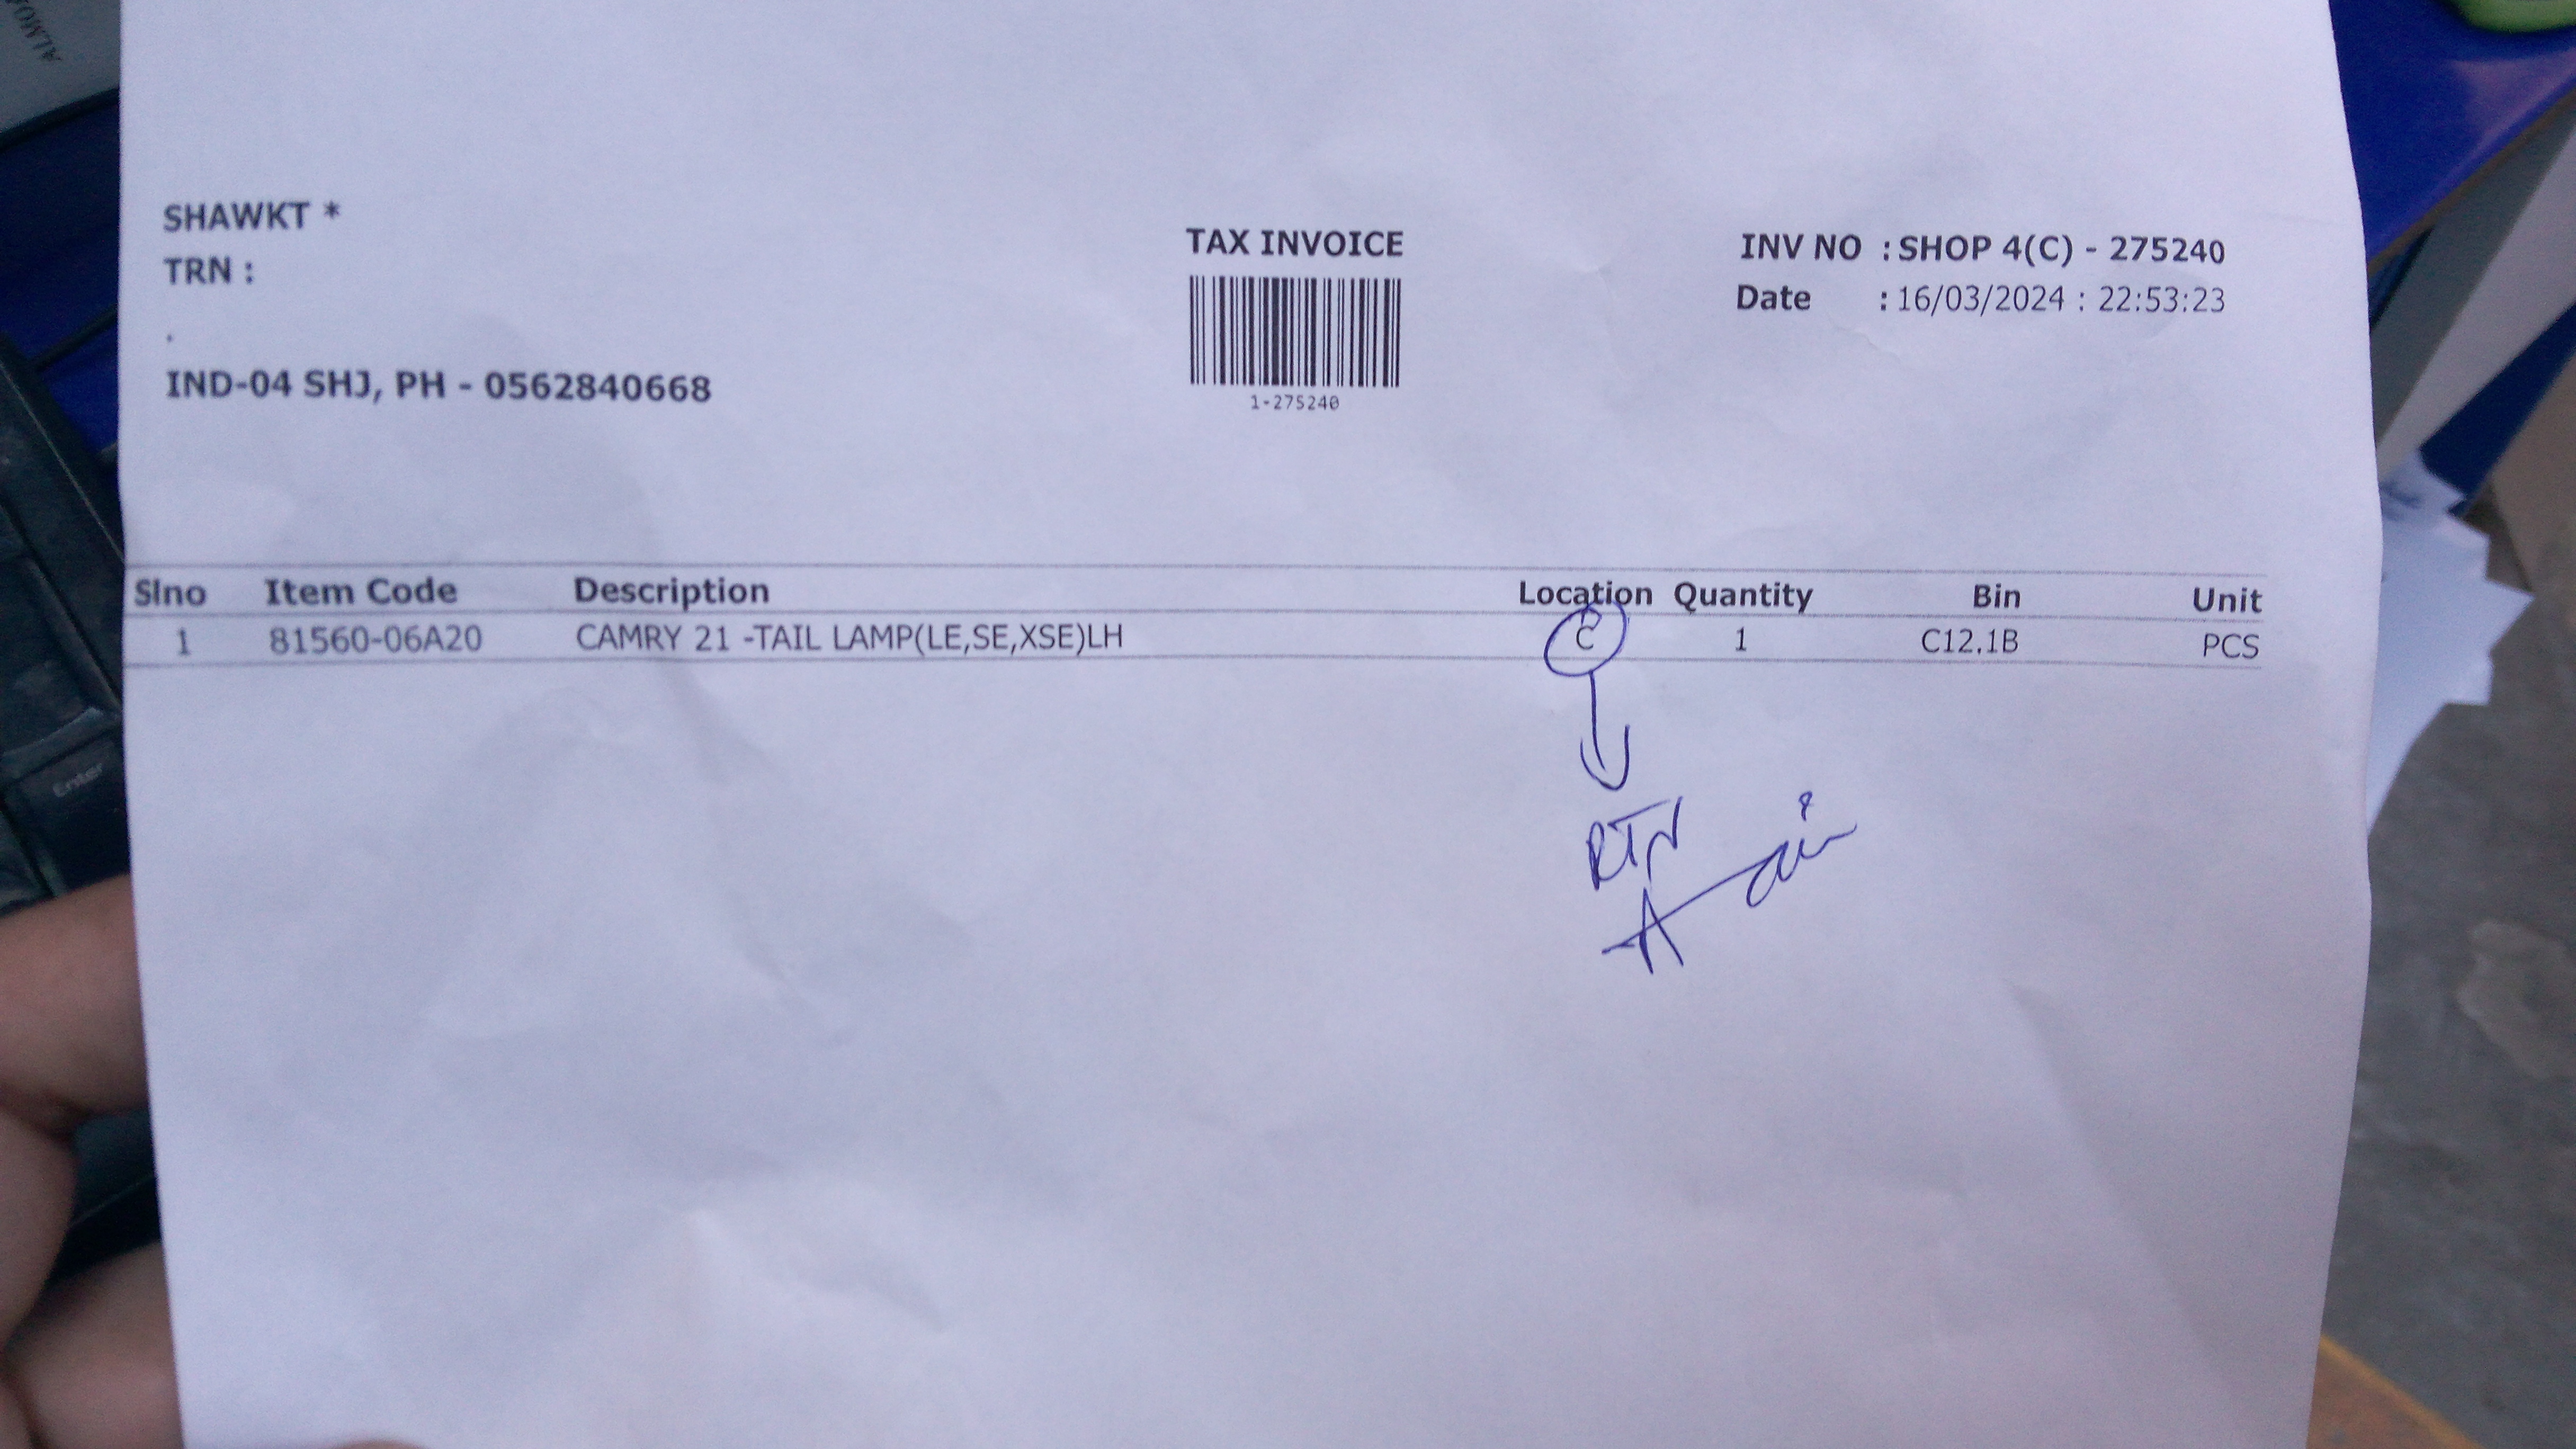 SHAWKT *
TRN :
.
IND-04 SHJ, PH - 0562840668
TAX INVOICE
1-275240
INV NO : SHOP 4(C) - 275240
Date : 16/03/2024 : 22:53:23
Slno Item Code Description Location Quantity Bin Unit
1 81560-06A20 CAMRY 21 -TAIL LAMP(LE,SE,XSE)LH C 1 C12.1B PCS
RTN
Enter